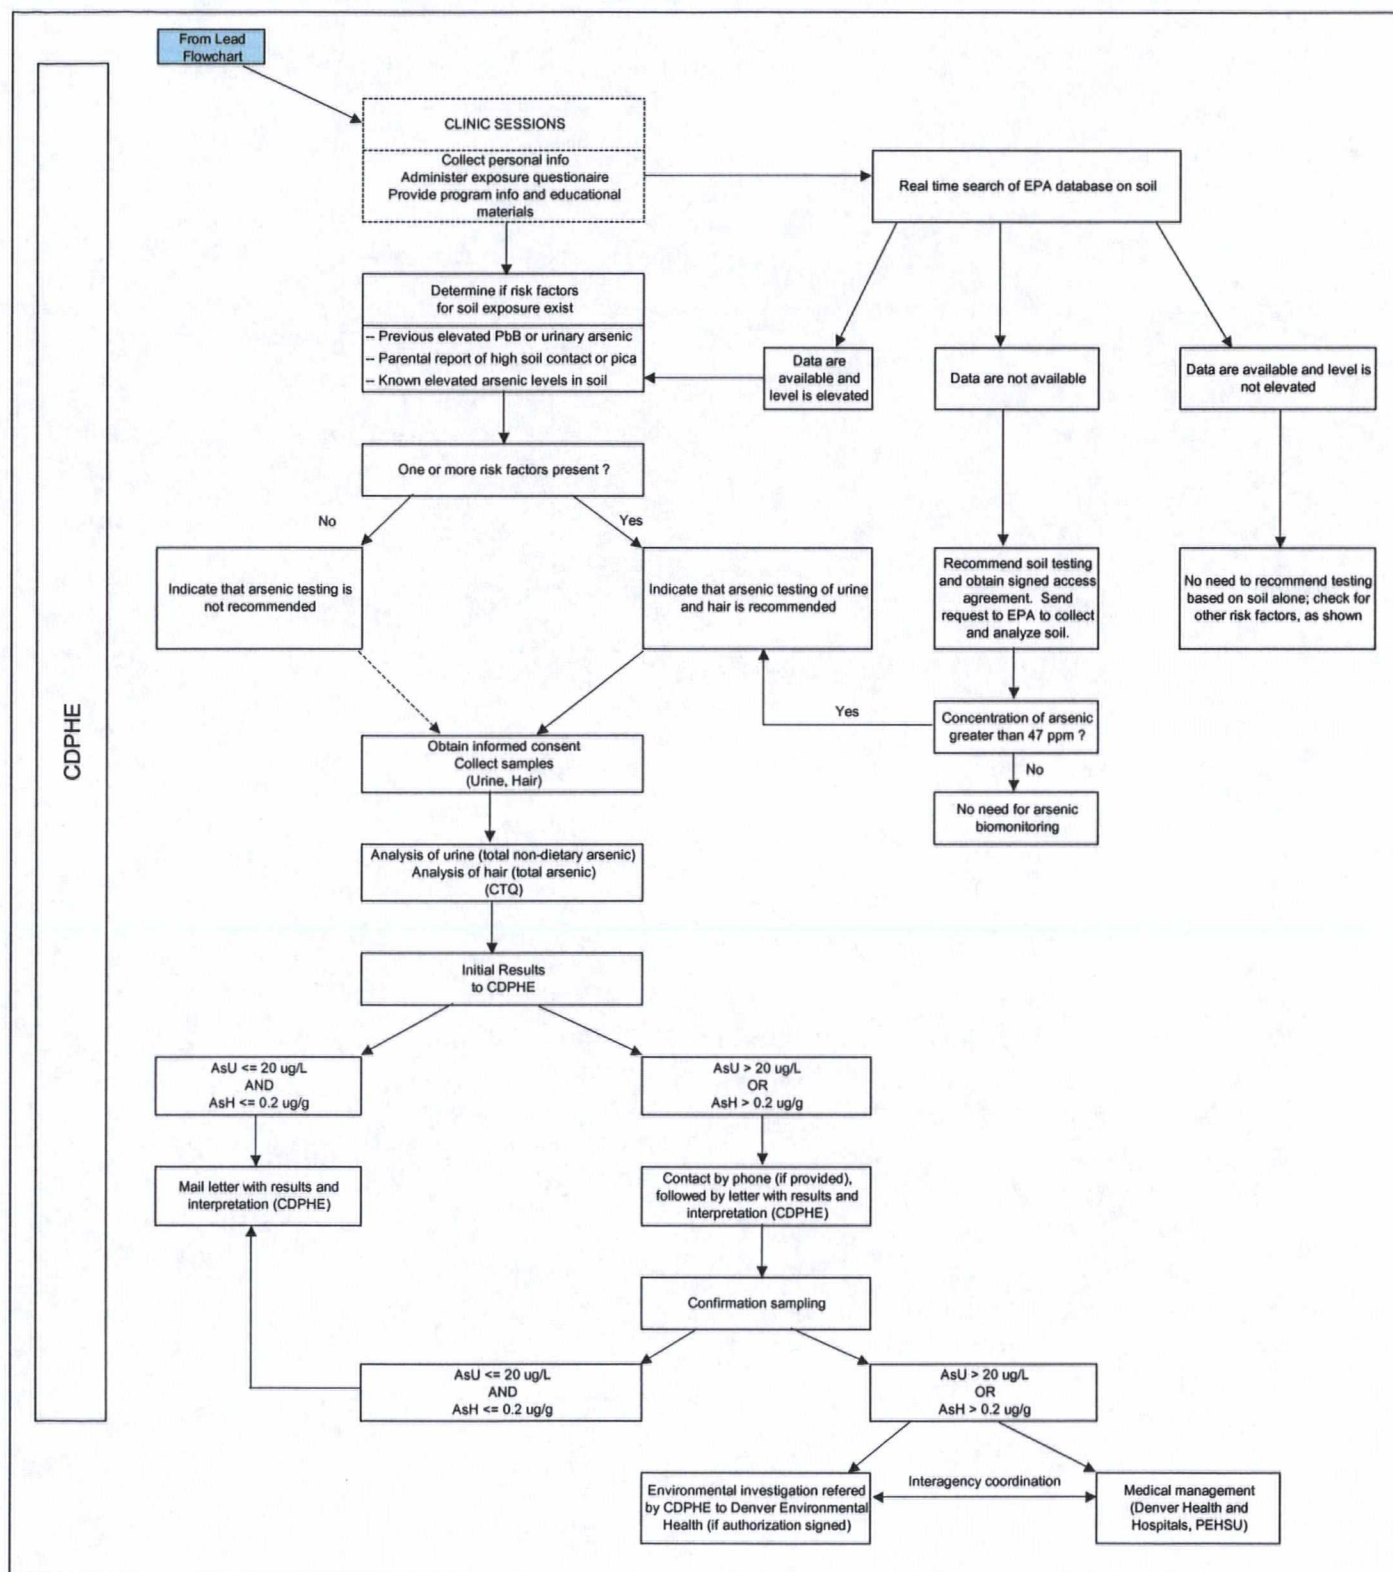 From Lead
Flowchart
CDPHE
CLINIC SESSIONS
Collect personal info
Administer exposure questionaire
Provide program info and educational
materials
Real time search of EPA database on soil
Determine if risk factors
for soil exposure exist
-- Previous elevated PbB or urinary arsenic
-- Parental report of high soil contact or pica
-- Known elevated arsenic levels in soil
Data are
available and
level is elevated
Data are not available
Data are available and level is
not elevated
One or more risk factors present ?
No
Yes
Indicate that arsenic testing is
not recommended
Indicate that arsenic testing of urine
and hair is recommended
Recommend soil testing
and obtain signed access
agreement. Send
request to EPA to collect
and analyze soil.
No need to recommend testing
based on soil alone; check for
other risk factors, as shown
Yes
Concentration of arsenic
greater than 47 ppm ?
No
No need for arsenic
biomonitoring
Obtain informed consent
Collect samples
(Urine, Hair)
Analysis of urine (total non-dietary arsenic)
Analysis of hair (total arsenic)
(CTQ)
Initial Results
to CDPHE
AsU <= 20 ug/L
AND
AsH <= 0.2 ug/g
AsU > 20 ug/L
OR
AsH > 0.2 ug/g
Mail letter with results and
interpretation (CDPHE)
Contact by phone (if provided),
followed by letter with results and
interpretation (CDPHE)
Confirmation sampling
AsU <= 20 ug/L
AND
AsH <= 0.2 ug/g
AsU > 20 ug/L
OR
AsH > 0.2 ug/g
Environmental investigation refered
by CDPHE to Denver Environmental
Health (if authorization signed)
Interagency coordination
Medical management
(Denver Health and
Hospitals, PEHSU)